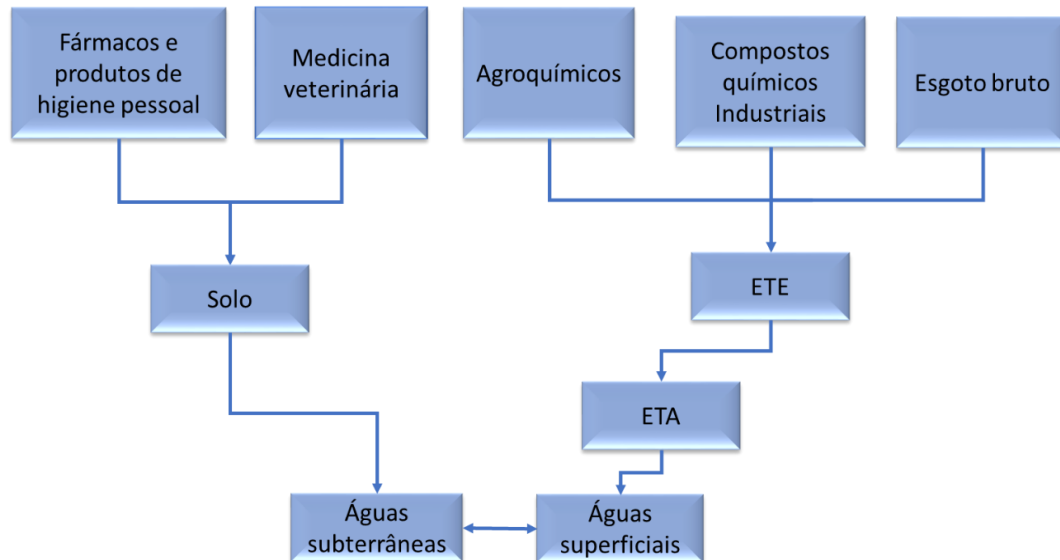 Fármacos e
produtos de
higiene pessoal
Medicina
veterinária
Agroquímicos
Compostos
químicos
Industriais
Esgoto bruto
Solo
ETE
ETA
Águas
subterrâneas
Águas
superficiais